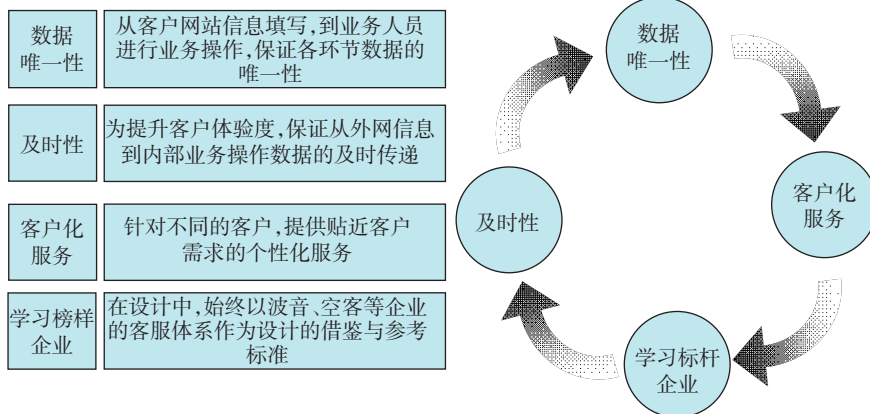 数据
唯一性
从客户网站信息填写,到业务人员
进行业务操作,保证各环节数据的
唯一性
及时性
为提升客户体验度,保证从外网信息
到内部业务操作数据的及时传递
客户化
服务
针对不同的客户,提供贴近客户
需求的个性化服务
学习榜样
企业
在设计中,始终以波音、空客等企业
的客服体系作为设计的借鉴与参考
标准
数据
唯一性
客户化
服务
学习标杆
企业
及时性